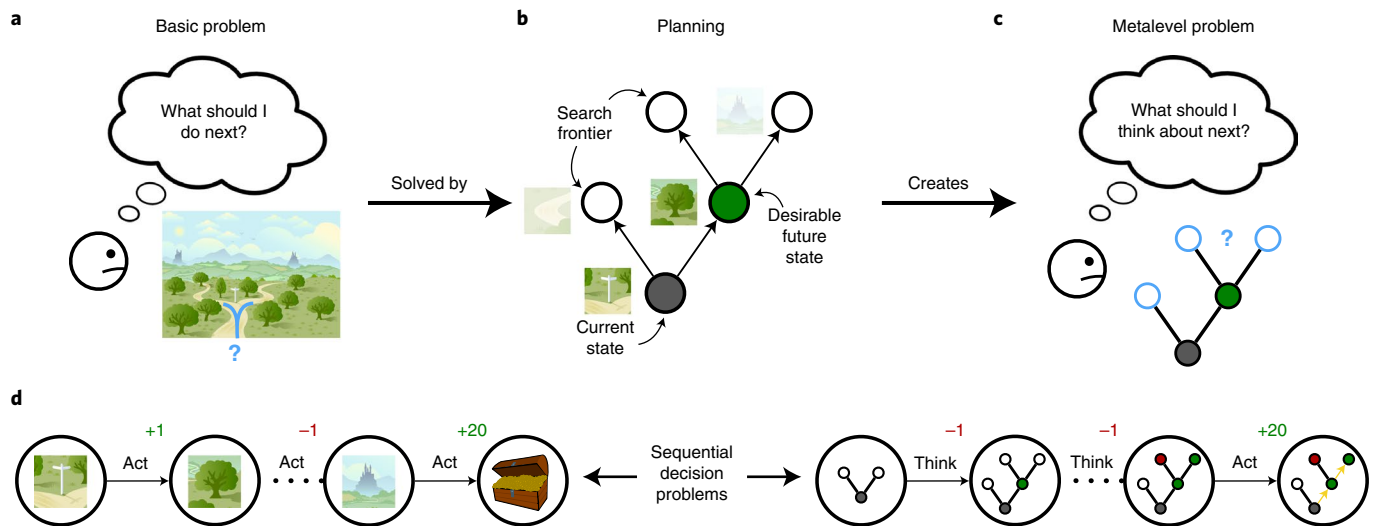 a
Basic problem
What should I
do next?
?
Solved by
b
Planning
Search
frontier
Desirable
future
state
Current
state
Creates
c
Metalevel problem
What should I
think about next?
?
d
+1
Act
–1
Act
+20
Act
Sequential
decision
problems
–1
Think
–1
Think
+20
Act